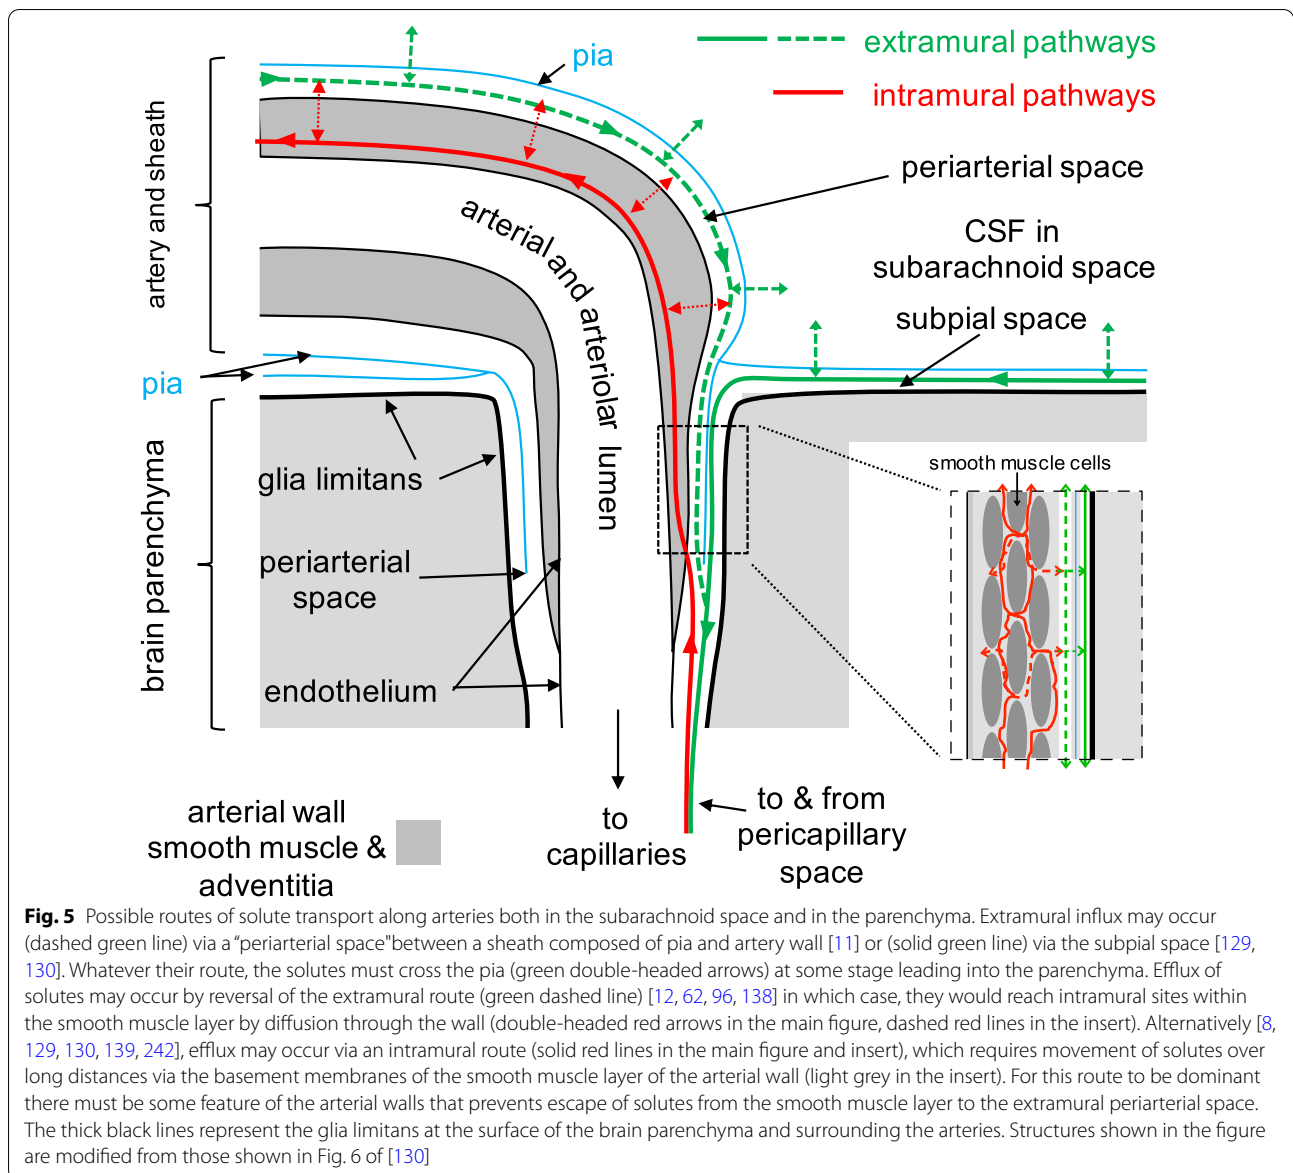 pia
extramural pathways
intramural pathways
artery and sheath
periarterial space
arterial and arteriolar lumen
CSF in
subarachnoid space
subpial space
pia
smooth muscle cells
glia limitans
brain parenchyma
periarterial
space
endothelium
arterial wall
smooth muscle &
adventitia
to
capillaries
to & from
pericapillary
space
Fig. 5 Possible routes of solute transport along arteries both in the subarachnoid space and in the parenchyma. Extramural influx may occur
(dashed green line) via a “periarterial space"between a sheath composed of pia and artery wall [11] or (solid green line) via the subpial space [129,
130]. Whatever their route, the solutes must cross the pia (green double-headed arrows) at some stage leading into the parenchyma. Efflux of
solutes may occur by reversal of the extramural route (green dashed line) [12, 62, 96, 138] in which case, they would reach intramural sites within
the smooth muscle layer by diffusion through the wall (double-headed red arrows in the main figure, dashed red lines in the insert). Alternatively [8,
129, 130, 139, 242], efflux may occur via an intramural route (solid red lines in the main figure and insert), which requires movement of solutes over
long distances via the basement membranes of the smooth muscle layer of the arterial wall (light grey in the insert). For this route to be dominant
there must be some feature of the arterial walls that prevents escape of solutes from the smooth muscle layer to the extramural periarterial space.
The thick black lines represent the glia limitans at the surface of the brain parenchyma and surrounding the arteries. Structures shown in the figure
are modified from those shown in Fig. 6 of [130]